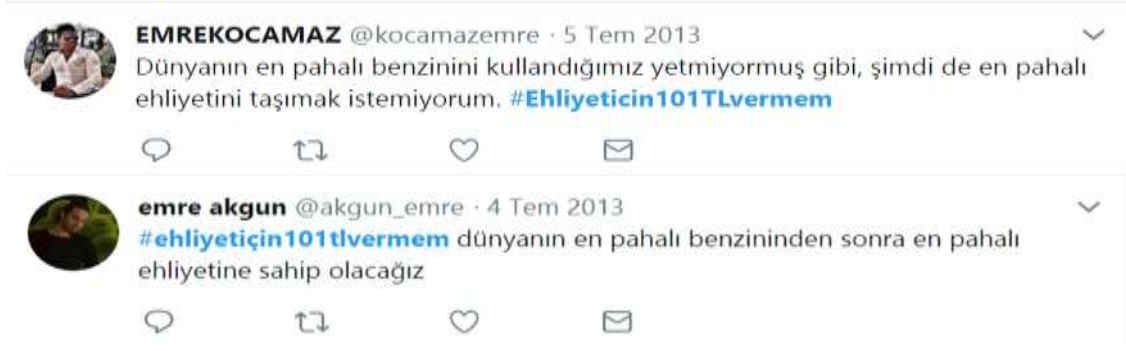 EMREKOCAMAZ @kocamazemre · 5 Tem 2013
Dünyanın en pahalı benzinini kullandığımız yetmiyormuş gibi, şimdi de en pahalı
ehliyetini taşımak istemiyorum. #Ehliyeticin101TLvermem
emre akgun @akgun_emre · 4 Tem 2013
#ehliyetiçin101tlvermem dünyanın en pahalı benzininden sonra en pahalı
ehliyetine sahip olacağız